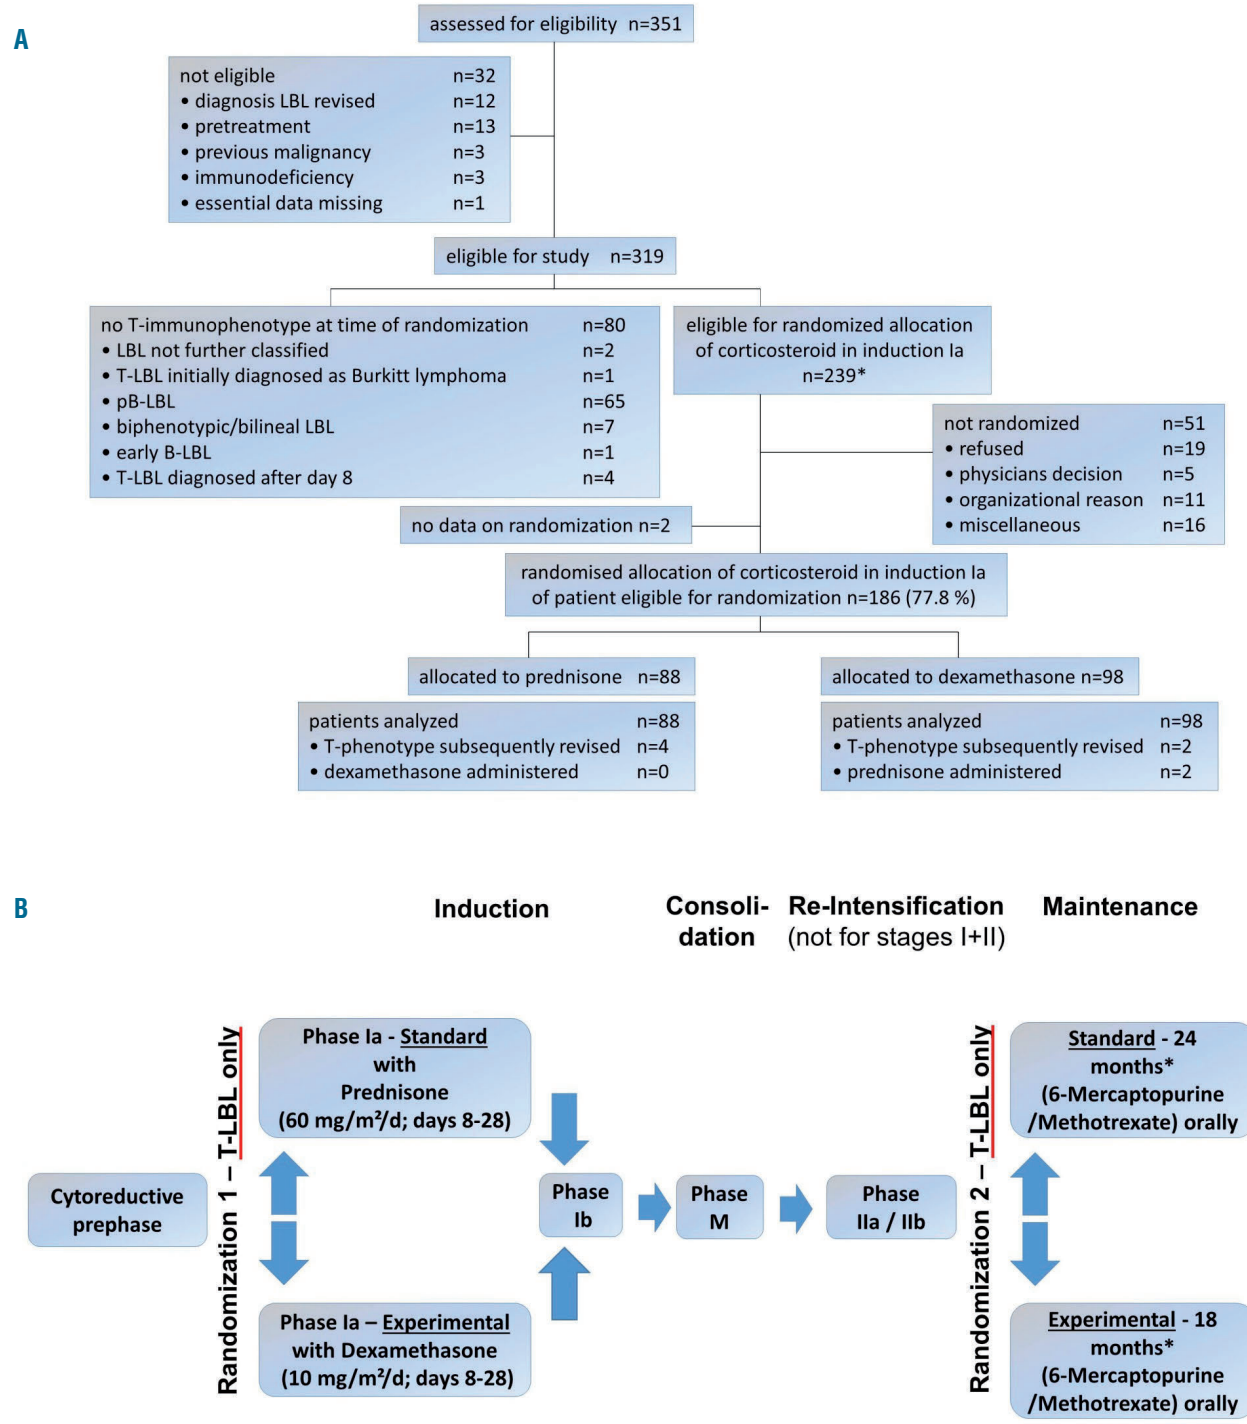 A
assessed for eligibility n=351
not eligible n=32
• diagnosis LBL revised n=12
• pretreatment n=13
• previous malignancy n=3
• immunodeficiency n=3
• essential data missing n=1
eligible for study n=319
no T-immunophenotype at time of randomization n=80
• LBL not further classified n=2
• T-LBL initially diagnosed as Burkitt lymphoma n=1
• pB-LBL n=65
• biphenotypic/bilineal LBL n=7
• early B-LBL n=1
• T-LBL diagnosed after day 8 n=4
eligible for randomized allocation
of corticosteroid in induction Ia
n=239*
not randomized n=51
• refused n=19
• physicians decision n=5
• organizational reason n=11
• miscellaneous n=16
no data on randomization n=2
randomised allocation of corticosteroid in induction Ia
of patient eligible for randomization n=186 (77.8 %)
allocated to prednisone n=88
patients analyzed n=88
• T-phenotype subsequently revised n=4
• dexamethasone administered n=0
allocated to dexamethasone n=98
patients analyzed n=98
• T-phenotype subsequently revised n=2
• prednisone administered n=2
B
Induction
Consoli-
dation
Re-Intensification
(not for stages I+II)
Maintenance
Cytoreductive
prephase
Randomization 1 – T-LBL only
Phase Ia - Standard
with
Prednisone
(60 mg/m²/d; days 8-28)
Phase Ia – Experimental
with Dexamethasone
(10 mg/m²/d; days 8-28)
Phase
Ib
Phase
M
Phase
IIa / IIb
Randomization 2 – T-LBL only
Standard - 24
months*
(6-Mercaptopurine
/Methotrexate) orally
Experimental - 18
months*
(6-Mercaptopurine
/Methotrexate) orally